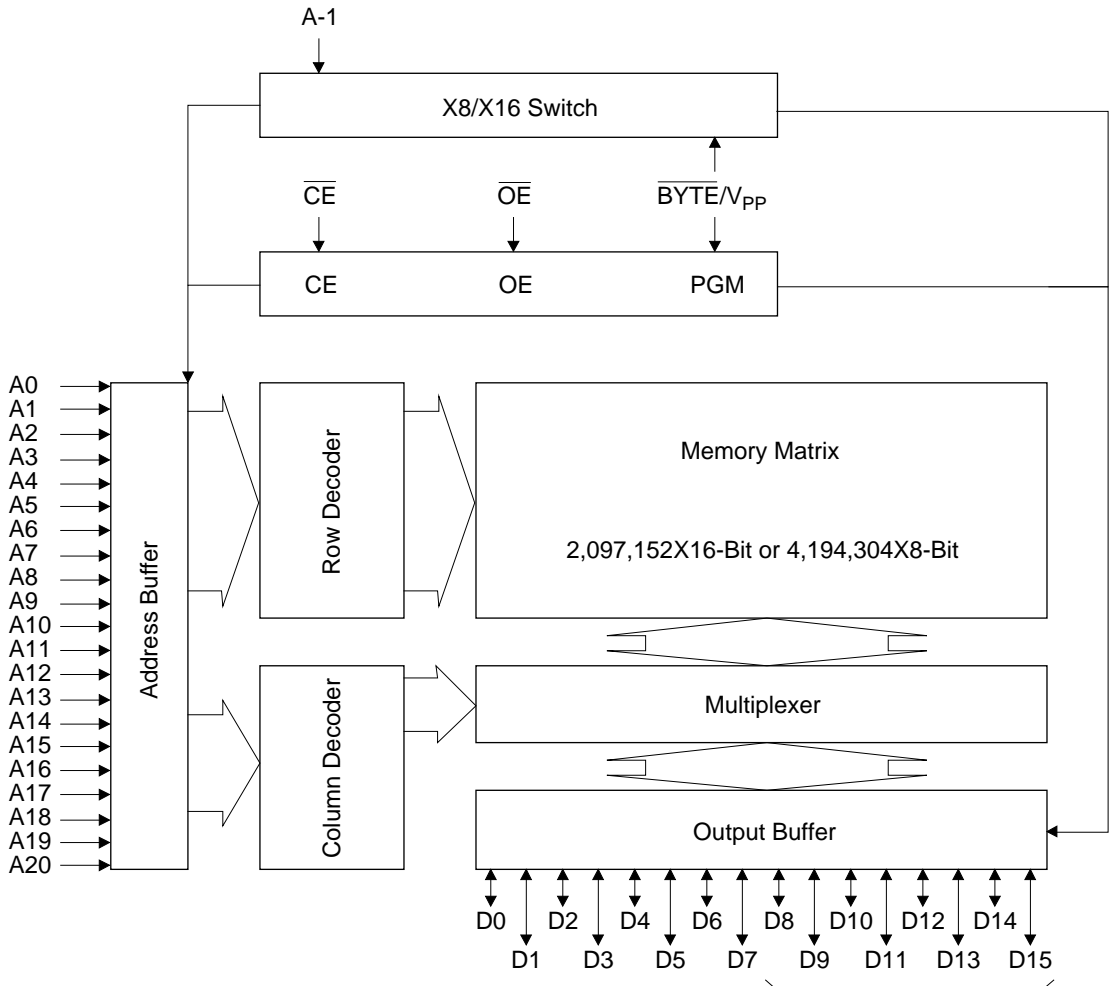 A-1
X8/X16 Switch
CE OE BYTE/VPP
CE OE PGM
A0
A1
A2
A3
A4
A5
A6
A7
A8
A9
A10
A11
A12
A13
A14
A15
A16
A17
A18
A19
A20
Address Buffer
Row Decoder
Column Decoder
Memory Matrix
2,097,152X16-Bit or 4,194,304X8-Bit
Multiplexer
Output Buffer
D0 D2 D4 D6 D8 D10 D12 D14
D1 D3 D5 D7 D9 D11 D13 D15